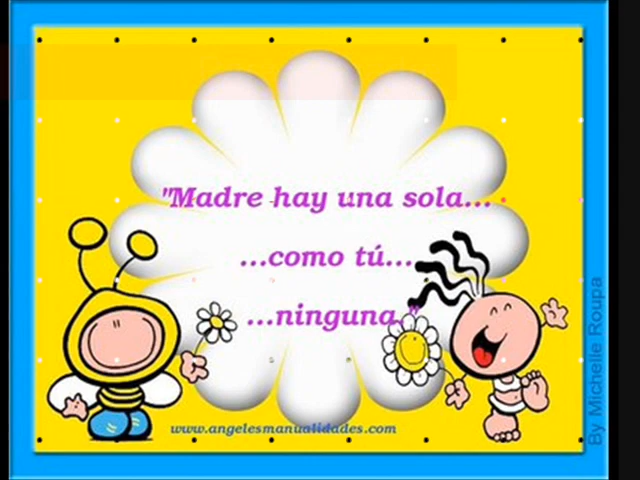 "Madre hay una sola...
...como tú...
...ninguna."
www.angelesmanualidades.com
By Michelle Roupa